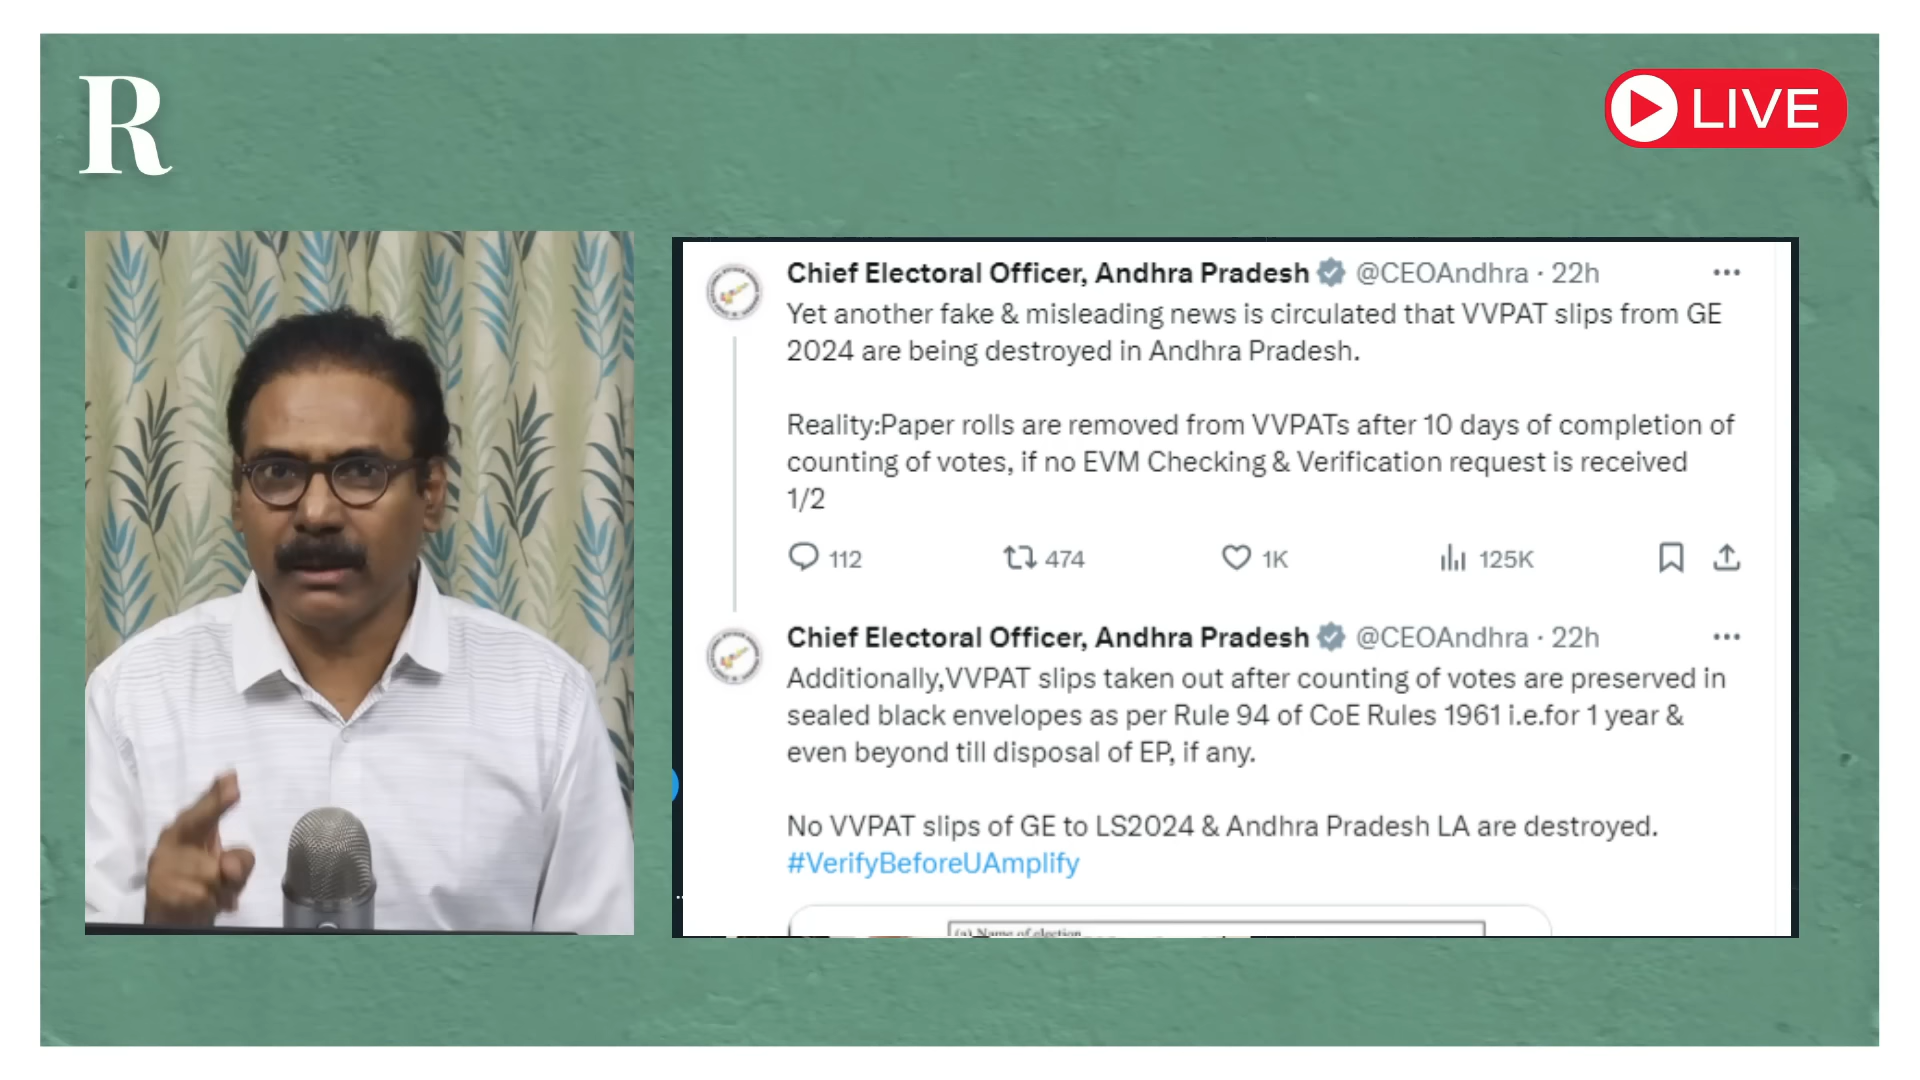 R
LIVE
Chief Electoral Officer, Andhra Pradesh @CEOAndhra · 22h
Yet another fake & misleading news is circulated that VVPAT slips from GE
2024 are being destroyed in Andhra Pradesh.
Reality:Paper rolls are removed from VVPATs after 10 days of completion of
counting of votes, if no EVM Checking & Verification request is received
1/2
112 474 1K 125K
Chief Electoral Officer, Andhra Pradesh @CEOAndhra · 22h
Additionally,VVPAT slips taken out after counting of votes are preserved in
sealed black envelopes as per Rule 94 of CoE Rules 1961 i.e.for 1 year &
even beyond till disposal of EP, if any.
No VVPAT slips of GE to LS2024 & Andhra Pradesh LA are destroyed.
#VerifyBeforeUAmplify
(a) Name of election